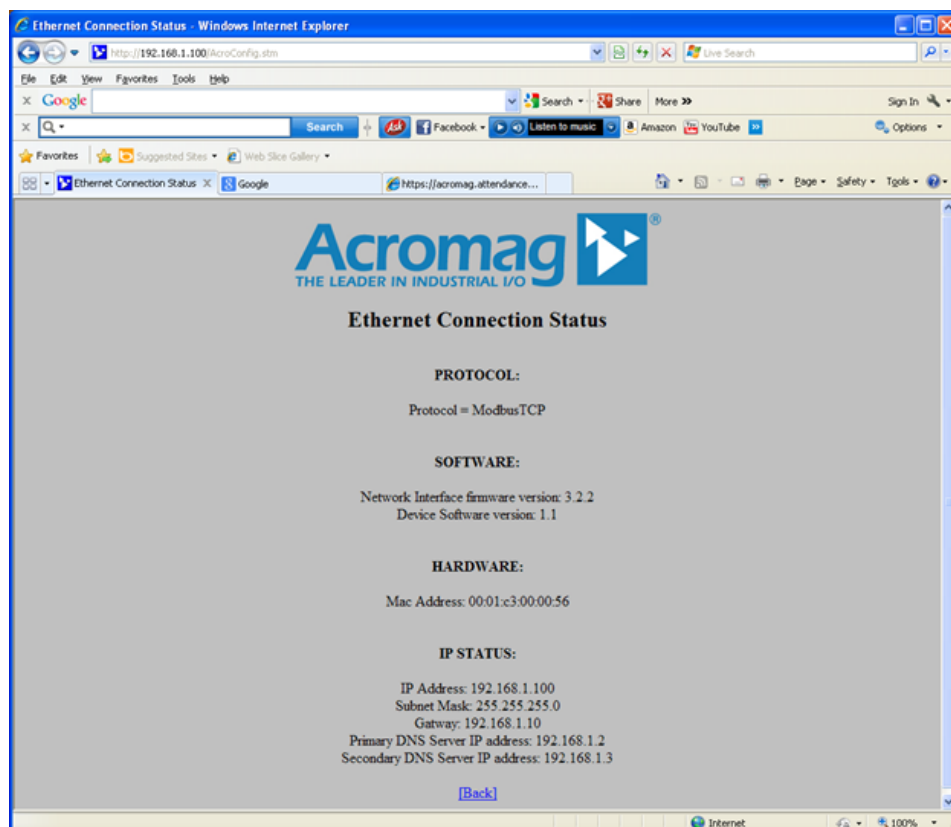 Ethernet Connection Status - Windows Internet Explorer
http://192.168.1.100/AcroConfig.stm
Live Search
File Edit View Favorites Tools Help
x Google Search Share More » Sign In
x Search Ask Facebook Listen to music Amazon YouTube Options
Favorites Suggested Sites Web Slice Gallery
Ethernet Connection Status X Google https://acromag.attendance... Page Safety Tools
Acromag®
THE LEADER IN INDUSTRIAL I/O
Ethernet Connection Status
PROTOCOL:
Protocol = ModbusTCP
SOFTWARE:
Network Interface firmware version: 3.2.2
Device Software version: 1.1
HARDWARE:
Mac Address: 00:01:c3:00:00:56
IP STATUS:
IP Address: 192.168.1.100
Subnet Mask: 255.255.255.0
Gatway: 192.168.1.10
Primary DNS Server IP address: 192.168.1.2
Secondary DNS Server IP address: 192.168.1.3
[Back]
Internet 100%